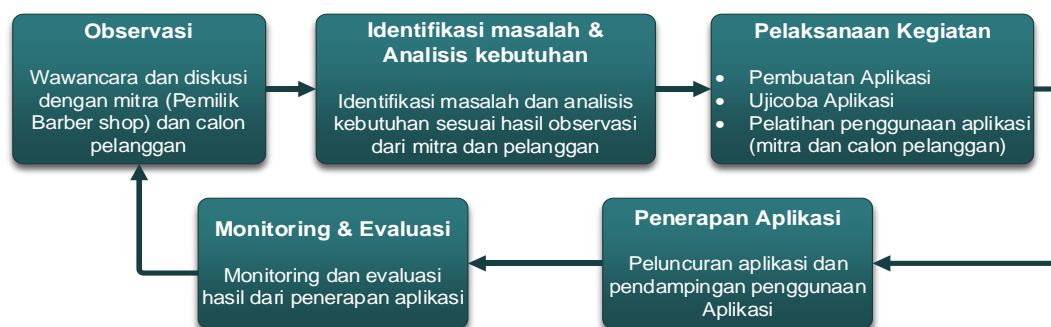 Observasi
Wawancara dan diskusi
dengan mitra (Pemilik
Barber shop) dan calon
pelanggan
Identifikasi masalah &
Analisis kebutuhan
Identifikasi masalah dan analisis
kebutuhan sesuai hasil observasi
dari mitra dan pelanggan
Pelaksanaan Kegiatan
• Pembuatan Aplikasi
• Ujicoba Aplikasi
• Pelatihan penggunaan aplikasi
(mitra dan calon pelanggan)
Penerapan Aplikasi
Peluncuran aplikasi dan
pendampingan penggunaan
Aplikasi
Monitoring & Evaluasi
Monitoring dan evaluasi
hasil dari penerapan aplikasi